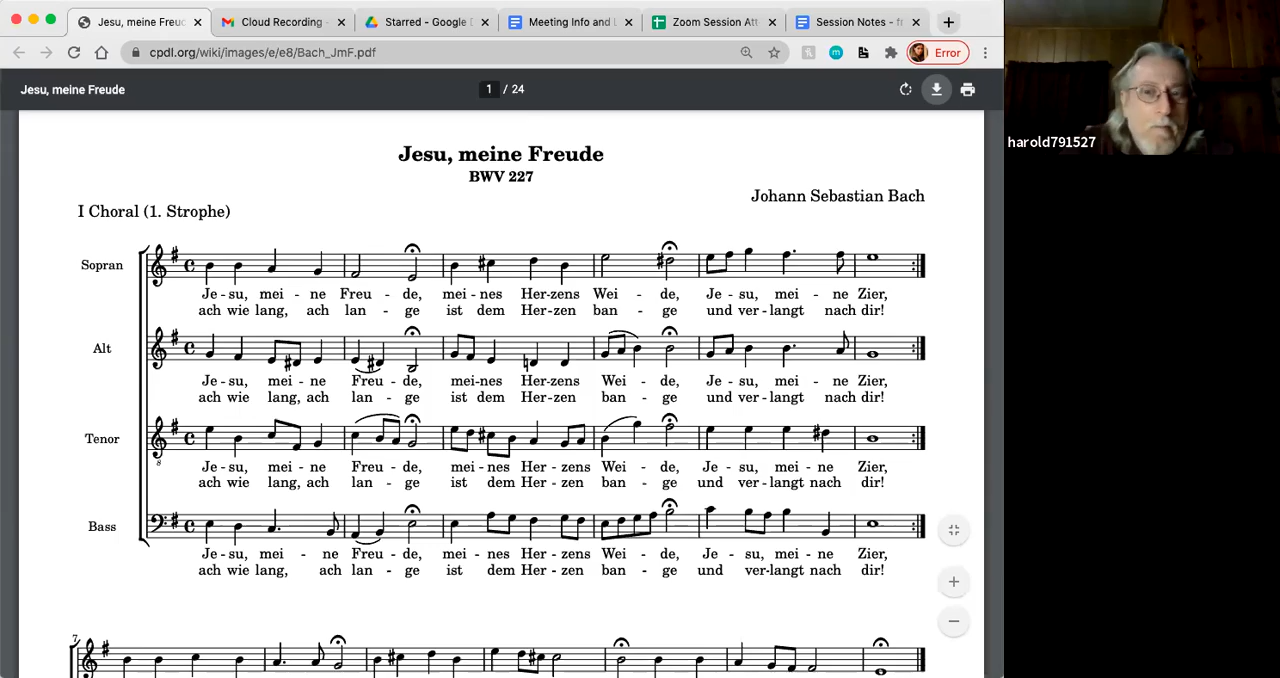 Jesu, meine Freud
Cloud Recording -
Starred - Google D
Meeting Info and L
Zoom Session Att
Session Notes - f
cpdl.org/wiki/images/e/e8/Bach_JmF.pdf
Error
Jesu, meine Freude
1 / 24
harold791527
Jesu, meine Freude
BWV 227
Johann Sebastian Bach
I Choral (1. Strophe)
Sopran
Je - su, mei - ne Freu - de, mei - nes Her-zens Wei - de, Je - su, mei - ne Zier,
ach wie lang, ach lan - ge ist dem Her-zen ban - ge und ver-langt nach dir!
Alt
Je - su, mei - ne Freu - de, mei-nes Her-zens Wei - de, Je - su, mei - ne Zier,
ach wie lang, ach lan - ge ist dem Her-zen ban - ge und ver-langt nach dir!
Tenor
8
Je - su, mei - ne Freu - de, mei - nes Her - zens Wei - de, Je - su, mei - ne Zier,
ach wie lang, ach lan - ge ist dem Her - zen ban - ge und ver - langt nach dir!
Bass
Je - su, mei - ne Freu - de, mei - nes Her - zens Wei - de, Je - su, mei - ne Zier,
ach wie lang, ach lan - ge ist dem Her - zen ban - ge und ver-langt nach dir!
7